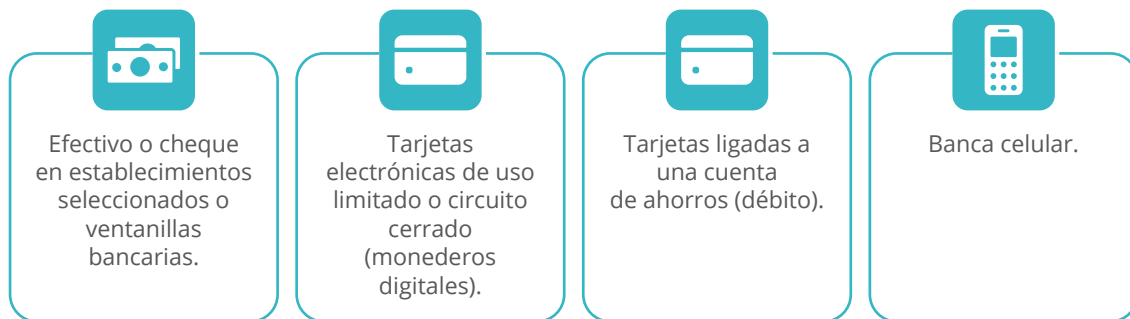 Efectivo o cheque
en establecimientos
seleccionados o
ventanillas
bancarias.
Tarjetas
electrónicas de uso
limitado o circuito
cerrado
(monederos
digitales).
Tarjetas ligadas a
una cuenta
de ahorros (débito).
Banca celular.